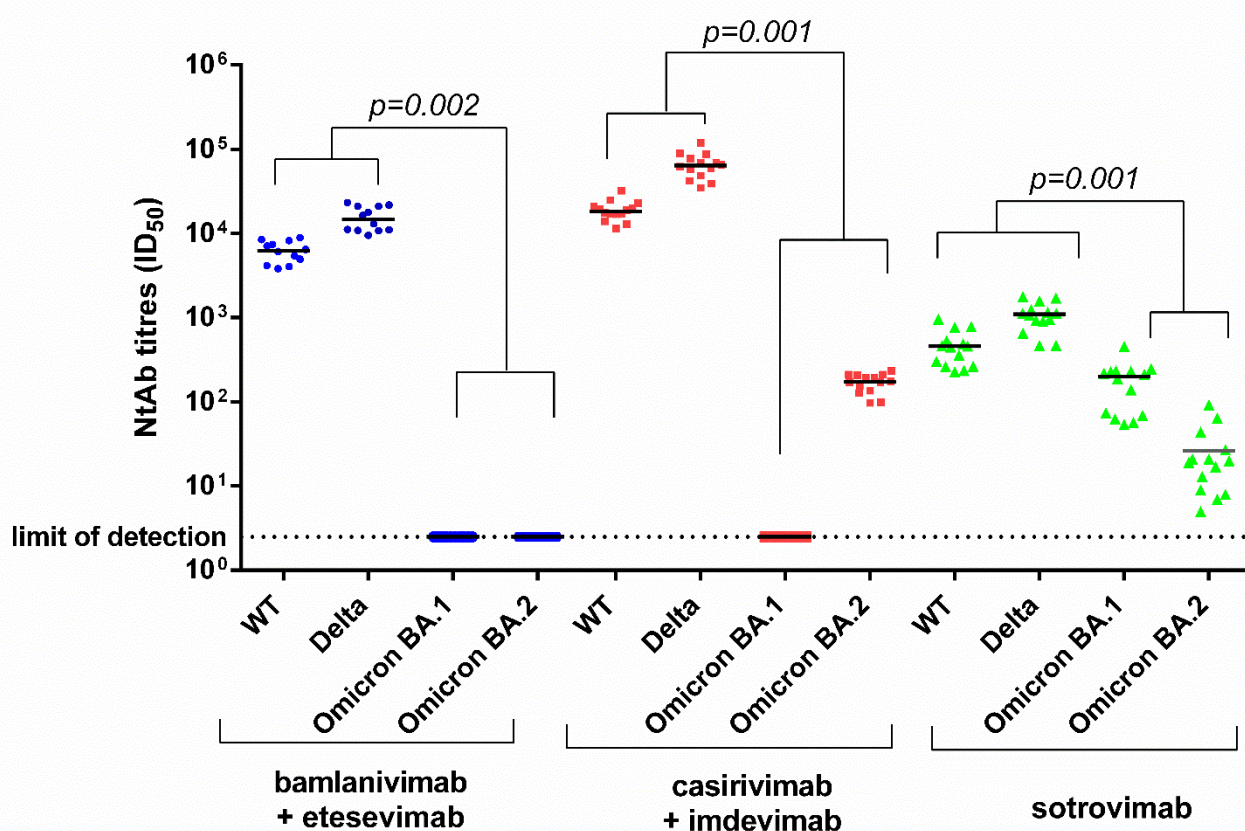 p=0.001
p=0.002
p=0.001
NtAb titres (ID50)
10^6
10^5
10^4
10^3
10^2
10^1
limit of detection
10^0
WT
Delta
Omicron BA.1
Omicron BA.2
WT
Delta
Omicron BA.1
Omicron BA.2
WT
Delta
Omicron BA.1
Omicron BA.2
bamlanivimab
+ etesevimab
casirivimab
+ imdevimab
sotrovimab